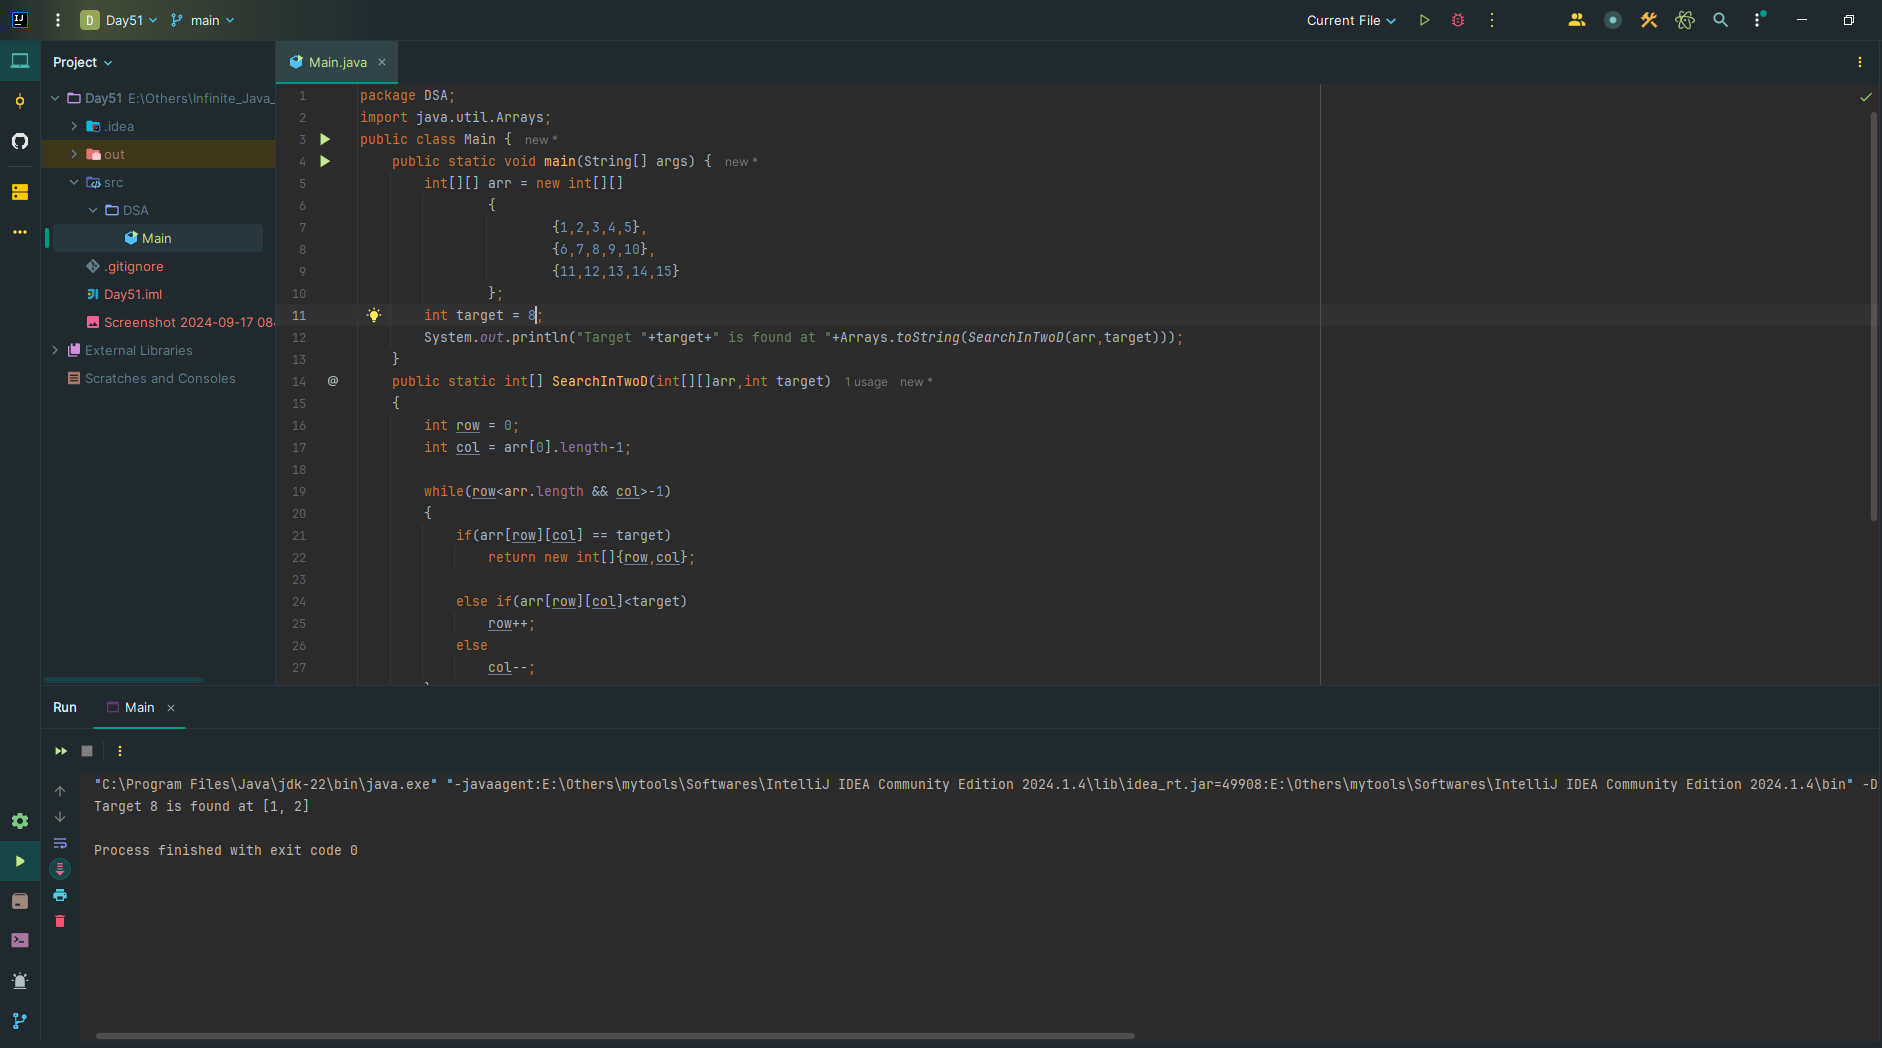 D Day51 main Current File
Project
Main.java
Day51 E:\Others\Infinite_Java_
.idea
out
src
DSA
Main
.gitignore
Day51.iml
Screenshot 2024-09-17 084
External Libraries
Scratches and Consoles
1 package DSA;
2 import java.util.Arrays;
3 public class Main { new *
4 public static void main(String[] args) { new *
5 int[][] arr = new int[][]
6 {
7 {1,2,3,4,5},
8 {6,7,8,9,10},
9 {11,12,13,14,15}
10 };
11 int target = 8;
12 System.out.println("Target "+target+" is found at "+Arrays.toString(SearchInTwoD(arr,target)));
13 }
14 @ public static int[] SearchInTwoD(int[][]arr,int target) 1 usage new *
15 {
16 int row = 0;
17 int col = arr[0].length-1;
18
19 while(row<arr.length && col>-1)
20 {
21 if(arr[row][col] == target)
22 return new int[]{row,col};
23
24 else if(arr[row][col]<target)
25 row++;
26 else
27 col--;
Run Main
"C:\Program Files\Java\jdk-22\bin\java.exe" "-javaagent:E:\Others\mytools\Softwares\IntelliJ IDEA Community Edition 2024.1.4\lib\idea_rt.jar=49908:E:\Others\mytools\Softwares\IntelliJ IDEA Community Edition 2024.1.4\bin" -D
Target 8 is found at [1, 2]
Process finished with exit code 0